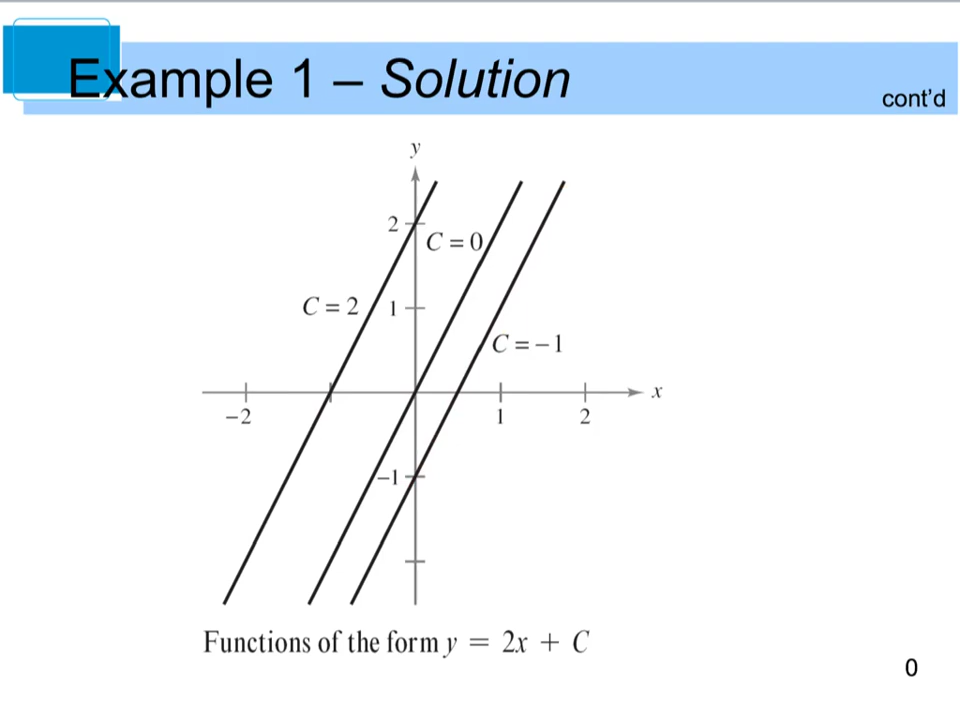 Example 1 – Solution
cont’d
y
2
C = 0
C = 2
1
C = −1
x
−2
1
2
−1
Functions of the form y = 2x + C
0